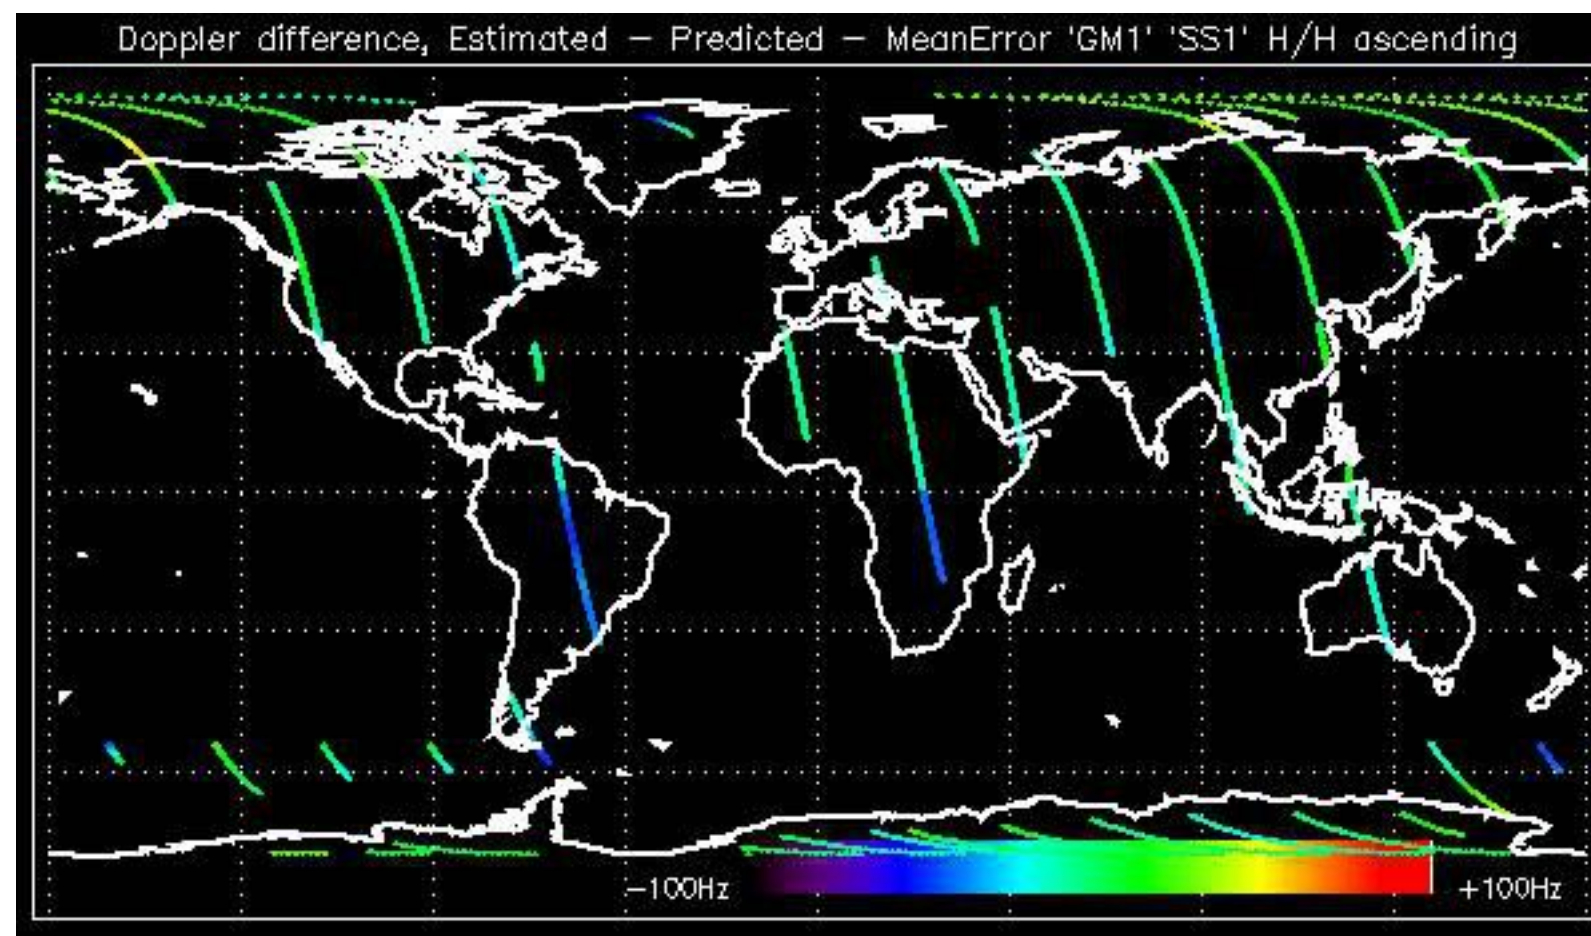 Doppler difference, Estimated – Predicted – MeanError 'GM1' 'SS1' H/H ascending
–100Hz
+100Hz